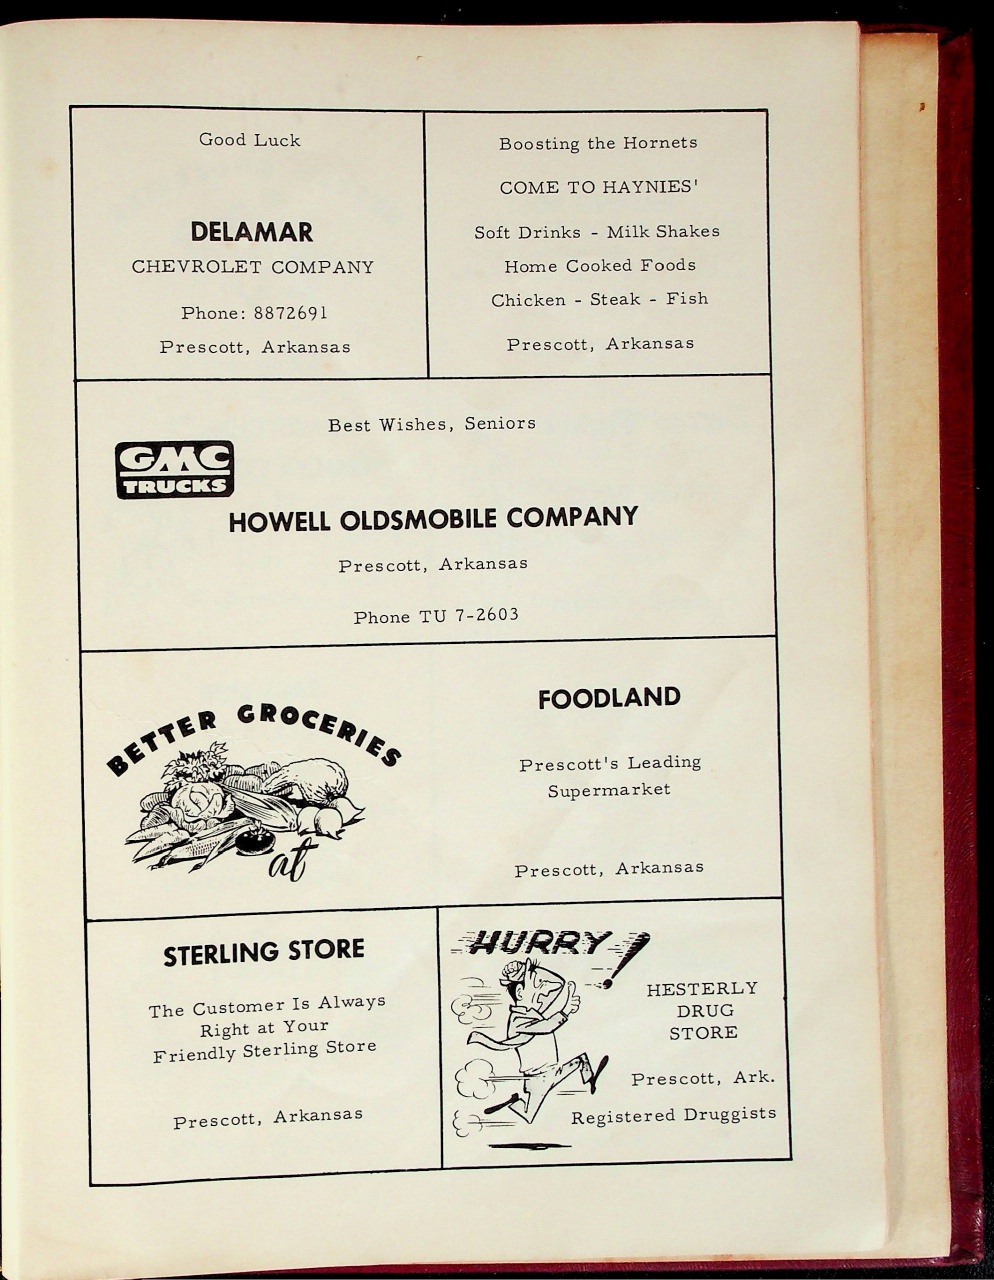 Good Luck
DELAMAR
CHEVROLET COMPANY
Phone: 8872691
Prescott, Arkansas
Boosting the Hornets
COME TO HAYNIES'
Soft Drinks - Milk Shakes
Home Cooked Foods
Chicken - Steak - Fish
Prescott, Arkansas
Best Wishes, Seniors
GMC
TRUCKS
HOWELL OLDSMOBILE COMPANY
Prescott, Arkansas
Phone TU 7-2603
BETTER GROCERIES
at
FOODLAND
Prescott's Leading
Supermarket
Prescott, Arkansas
STERLING STORE
The Customer Is Always
Right at Your
Friendly Sterling Store
Prescott, Arkansas
HURRY!
HESTERLY
DRUG
STORE
Prescott, Ark.
Registered Druggists